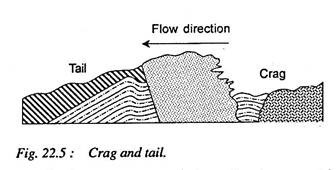 Flow direction
Tail
Crag
Fig. 22.5 : Crag and tail.